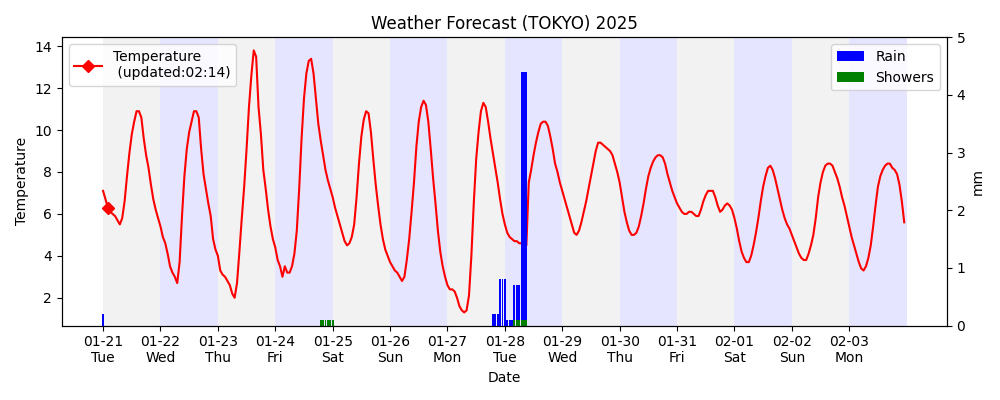 Weather Forecast (TOKYO) 2025
Temperature
(updated:02:14)
Rain
Showers
14
12
10
8
6
4
2
Temperature
5
4
3
2
1
0
mm
01-21 01-22 01-23 01-24 01-25 01-26 01-27 01-28 01-29 01-30 01-31 02-01 02-02 02-03
Tue Wed Thu Fri Sat Sun Mon Tue Wed Thu Fri Sat Sun Mon
Date